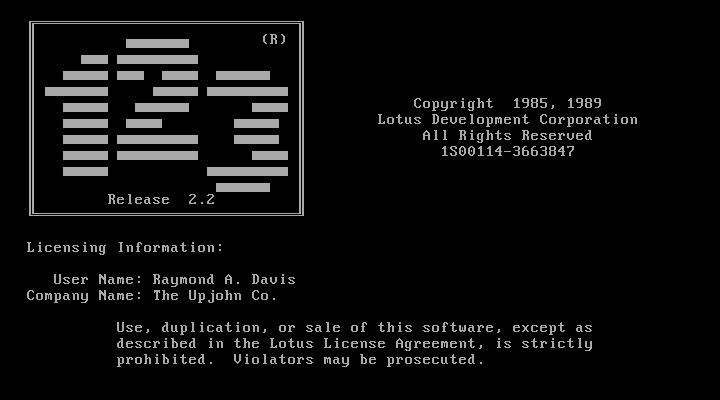 (R)
123
Release 2.2
Copyright 1985, 1989
Lotus Development Corporation
All Rights Reserved
1S00114-3663847
Licensing Information:
User Name: Raymond A. Davis
Company Name: The Upjohn Co.
Use, duplication, or sale of this software, except as
described in the Lotus License Agreement, is strictly
prohibited. Violators may be prosecuted.